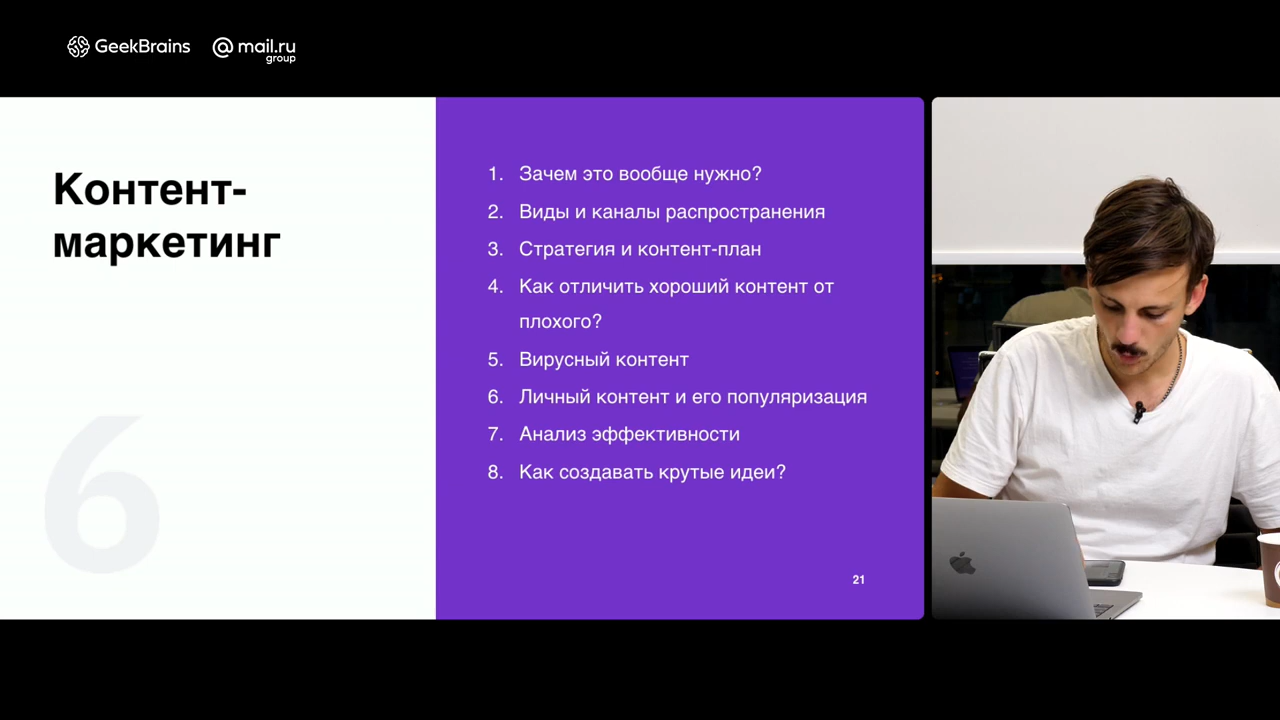 GeekBrains @mail.ru
group
Контент-
маркетинг
6
1. Зачем это вообще нужно?
2. Виды и каналы распространения
3. Стратегия и контент-план
4. Как отличить хороший контент от
плохого?
5. Вирусный контент
6. Личный контент и его популяризация
7. Анализ эффективности
8. Как создавать крутые идеи?
21